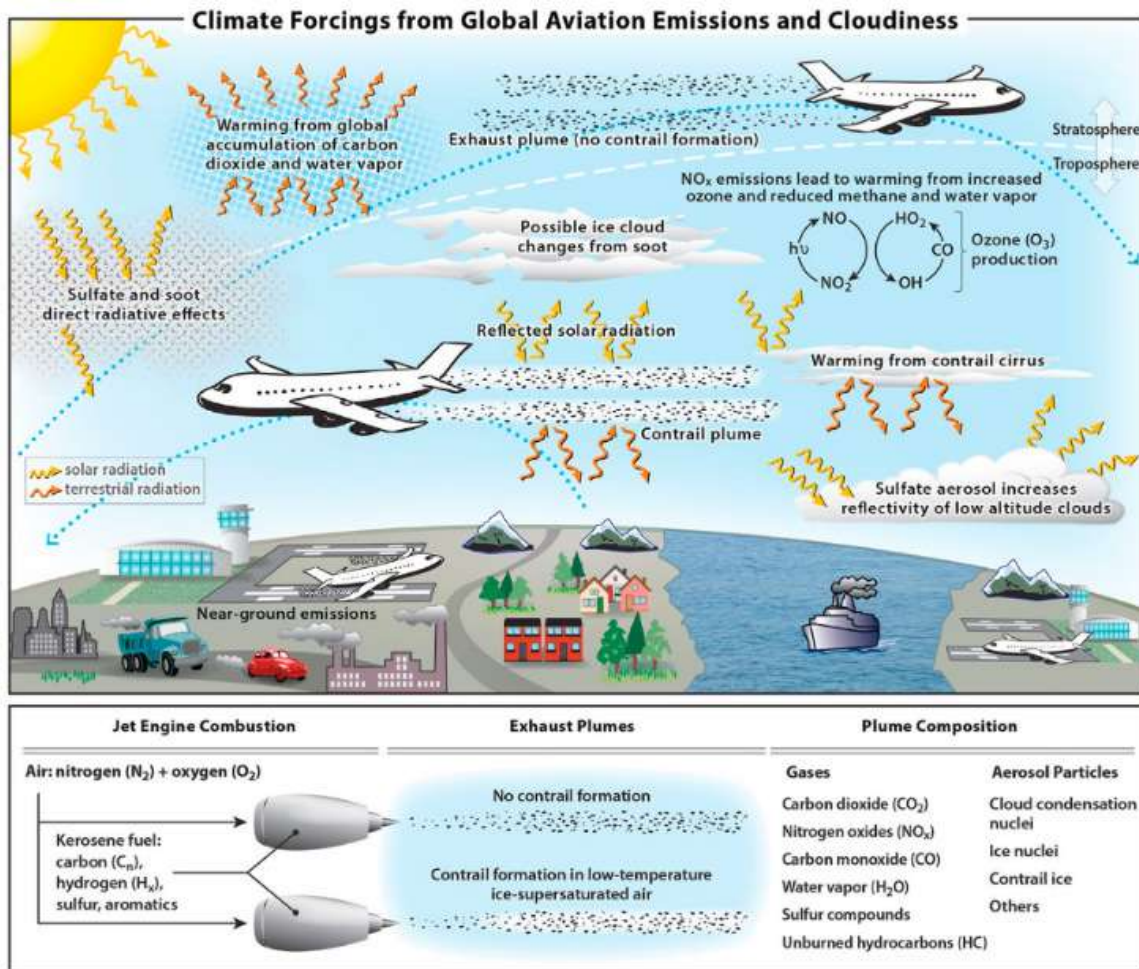 Climate Forcings from Global Aviation Emissions and Cloudiness
Warming from global
accumulation of carbon
dioxide and water vapor
Exhaust plume (no contrail formation)
Stratosphere
Troposphere
NOₓ emissions lead to warming from increased
ozone and reduced methane and water vapor
NO
HO₂
hυ
CO
NO₂
OH
Ozone (O₃)
production
Possible ice cloud
changes from soot
Sulfate and soot
direct radiative effects
Reflected solar radiation
Warming from contrail cirrus
Contrail plume
solar radiation
terrestrial radiation
Sulfate aerosol increases
reflectivity of low altitude clouds
Near-ground emissions
Jet Engine Combustion
Air: nitrogen (N₂) + oxygen (O₂)
Kerosene fuel:
carbon (Cₙ),
hydrogen (Hₓ),
sulfur, aromatics
Exhaust Plumes
No contrail formation
Contrail formation in low-temperature
ice-supersaturated air
Plume Composition
Gases
Carbon dioxide (CO₂)
Nitrogen oxides (NOₓ)
Carbon monoxide (CO)
Water vapor (H₂O)
Sulfur compounds
Unburned hydrocarbons (HC)
Aerosol Particles
Cloud condensation
nuclei
Ice nuclei
Contrail ice
Others